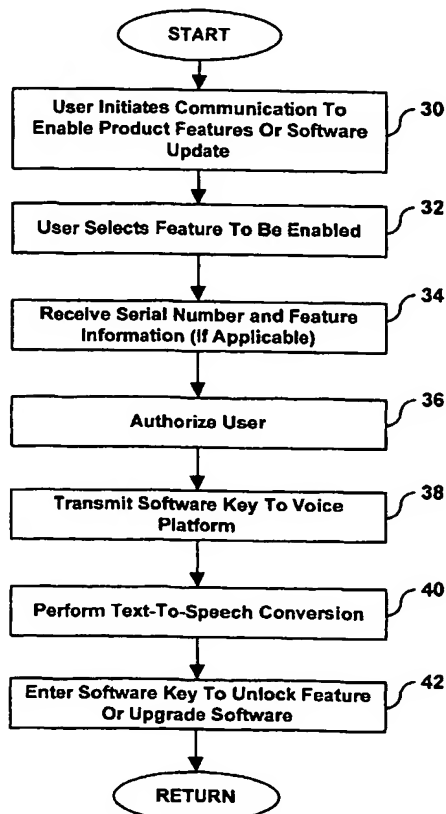 START
User Initiates Communication To
Enable Product Features Or Software
Update
30
User Selects Feature To Be Enabled
32
Receive Serial Number and Feature
Information (If Applicable)
34
Authorize User
36
Transmit Software Key To Voice
Platform
38
Perform Text-To-Speech Conversion
40
Enter Software Key To Unlock Feature
Or Upgrade Software
42
RETURN